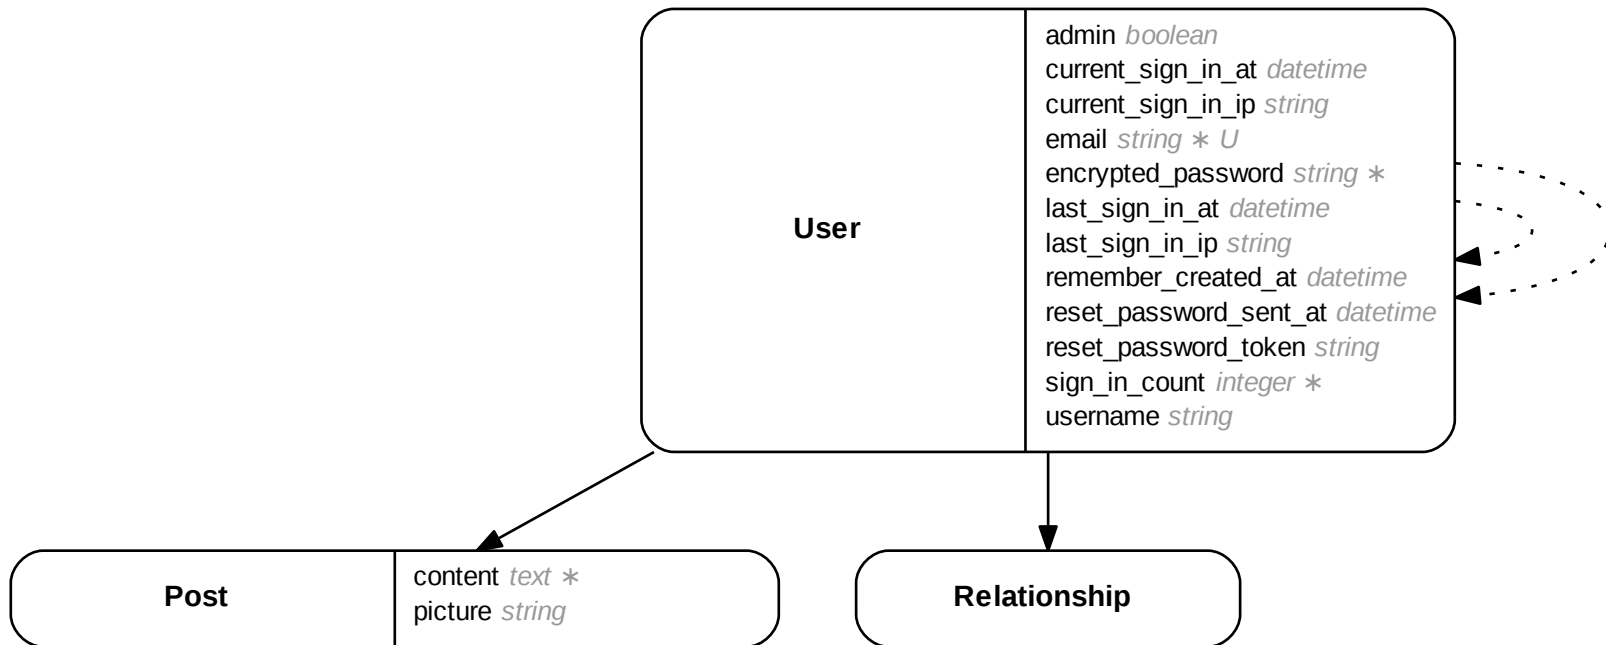 User
admin boolean
current_sign_in_at datetime
current_sign_in_ip string
email string ∗ U
encrypted_password string ∗
last_sign_in_at datetime
last_sign_in_ip string
remember_created_at datetime
reset_password_sent_at datetime
reset_password_token string
sign_in_count integer ∗
username string
Post
content text ∗
picture string
Relationship